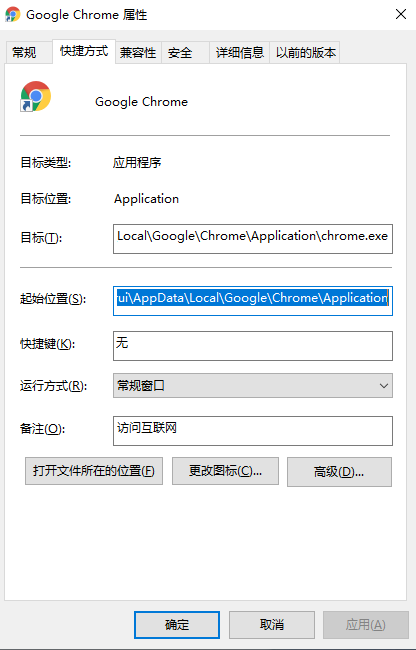 Google Chrome 属性
常规
快捷方式
兼容性
安全
详细信息
以前的版本
Google Chrome
目标类型: 应用程序
目标位置: Application
目标(T): Local\Google\Chrome\Application\chrome.exe
起始位置(S): ui\AppData\Local\Google\Chrome\Application
快捷键(K): 无
运行方式(R): 常规窗口
备注(O): 访问互联网
打开文件所在的位置(F)
更改图标(C)...
高级(D)...
确定
取消
应用(A)